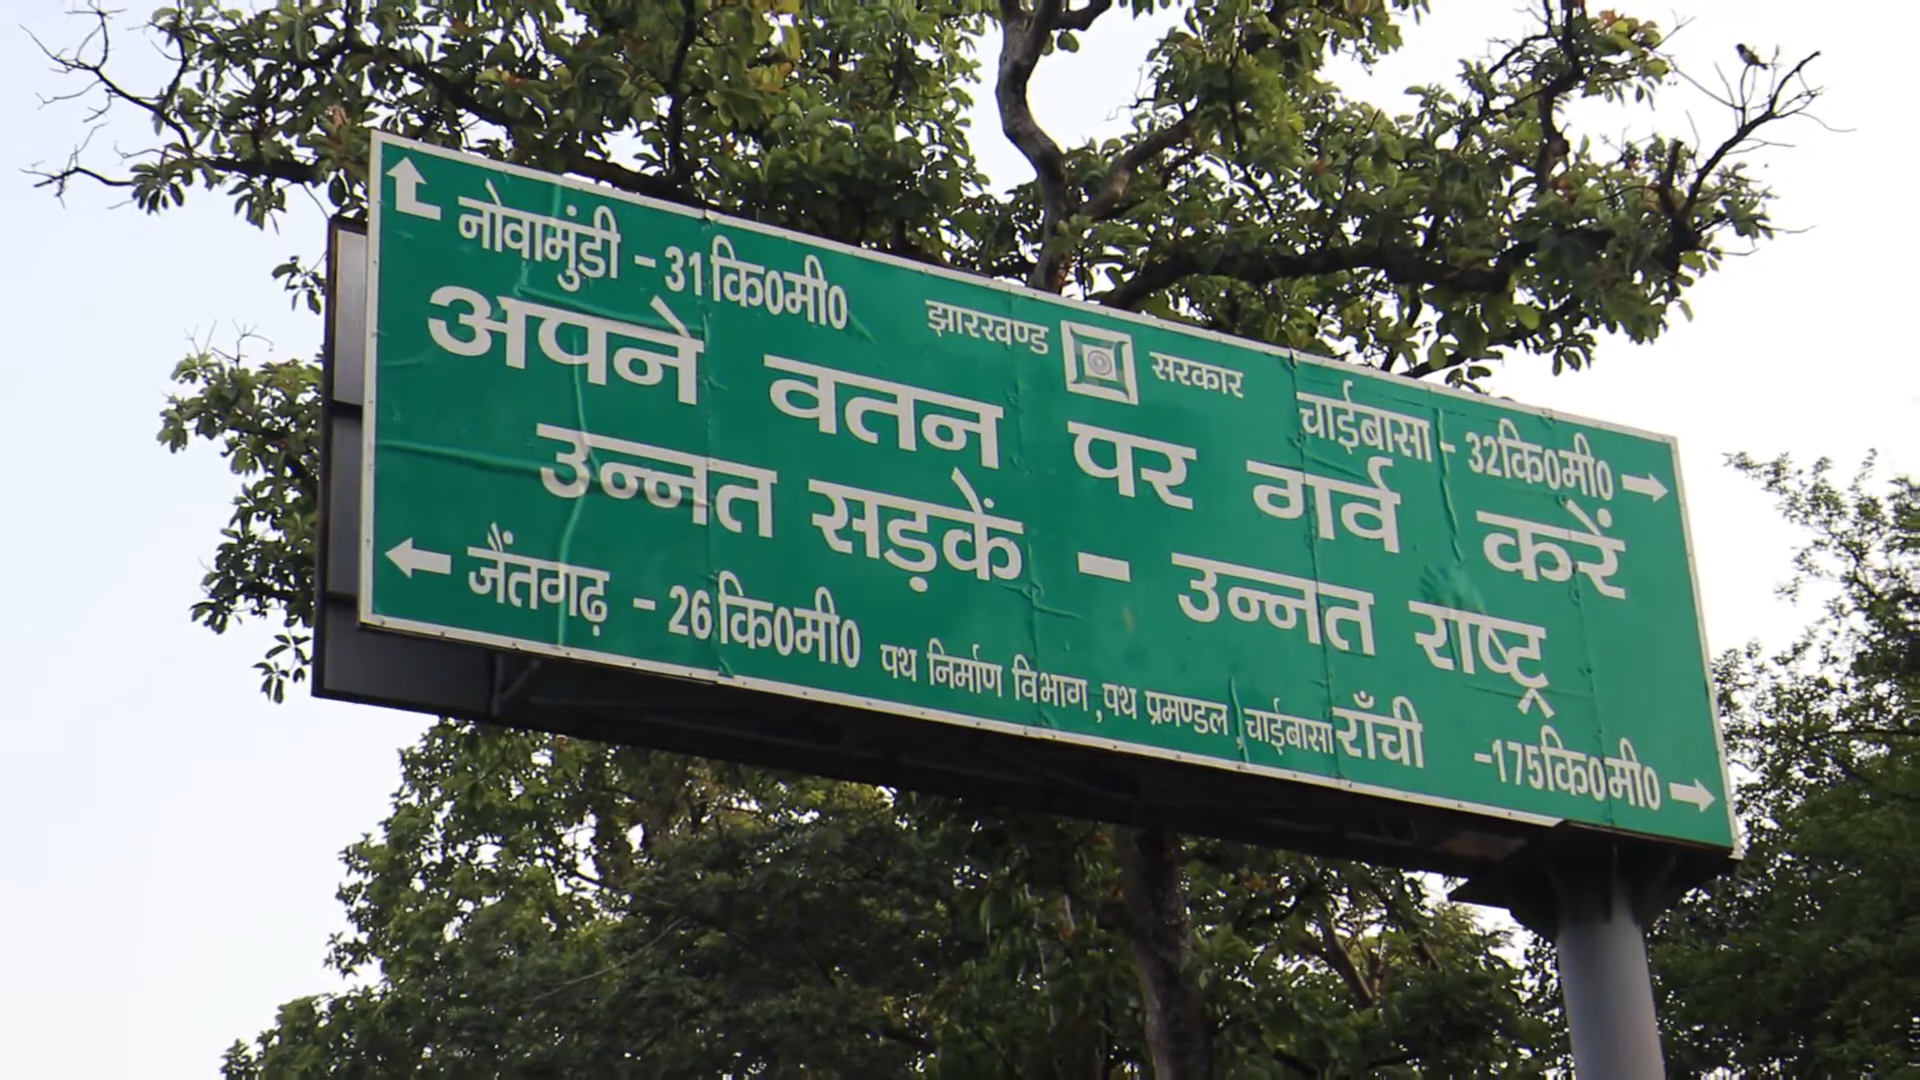 नोवामुंडी - 31 कि0मी0
झारखण्ड सरकार
चाईबासा - 32कि0मी0
अपने वतन पर गर्व करें
उन्नत सड़कें - उन्नत राष्ट्र
जैंतगढ़ - 26 कि0मी0
पथ निर्माण विभाग ,पथ प्रमण्डल , चाईबासा
राँची -175कि0मी0